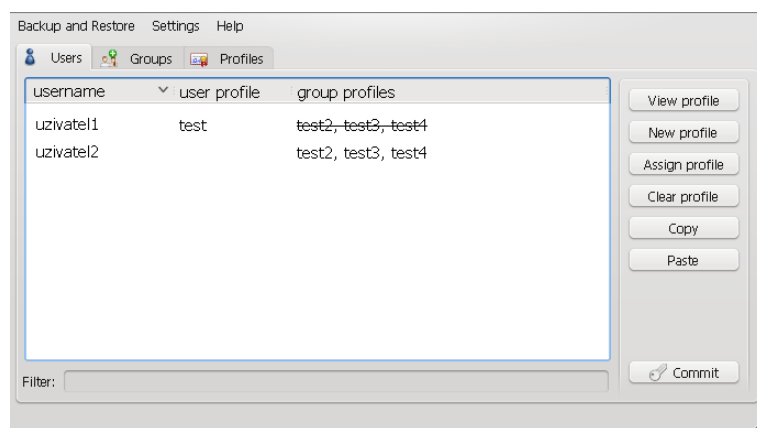 Backup and Restore Settings Help
Users Groups Profiles
username user profile group profiles
uzivatel1 test test2, test3, test4
uzivatel2 test2, test3, test4
View profile
New profile
Assign profile
Clear profile
Copy
Paste
Commit
Filter: